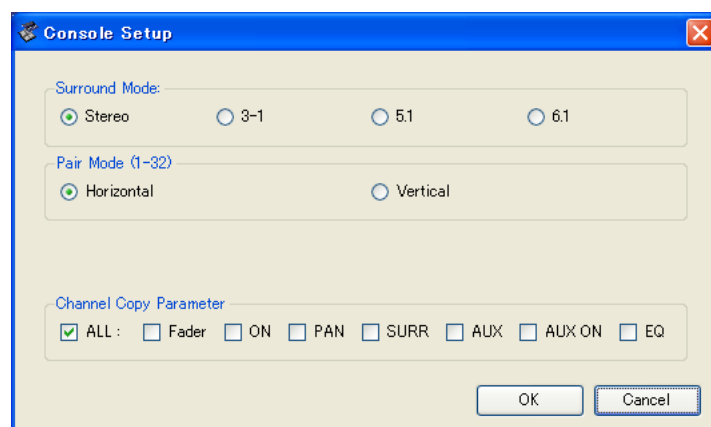 Console Setup
Surround Mode:
Stereo 3-1 5.1 6.1
Pair Mode (1-32)
Horizontal Vertical
Channel Copy Parameter
ALL : Fader ON PAN SURR AUX AUX ON EQ
OK Cancel